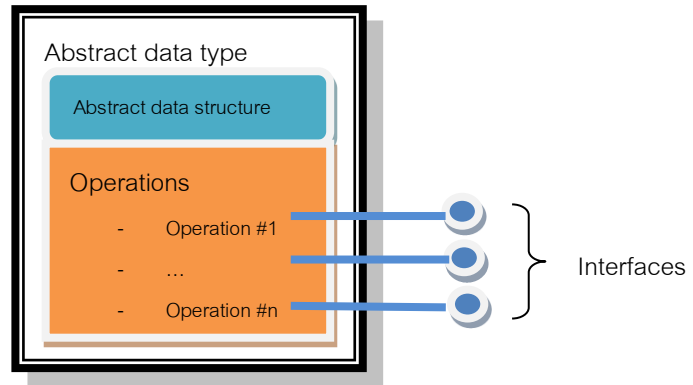 Abstract data type
Abstract data structure
Operations
- Operation #1
- ...
- Operation #n
Interfaces